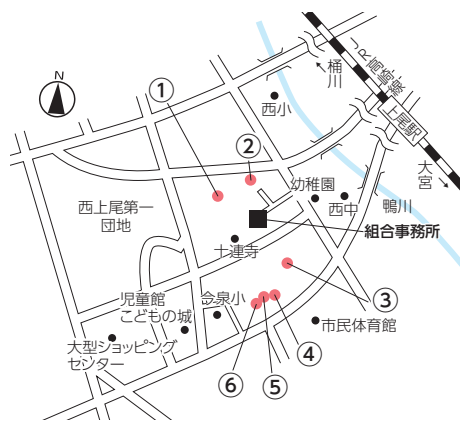 N
①
②
西小
桶川
JR高崎線
上尾駅
大宮
鴨川
幼稚園
西中
西上尾第一
団地
組合事務所
十連寺
児童館
こどもの城
今泉小
大型ショッピング
センター
市民体育館
③
④
⑤
⑥